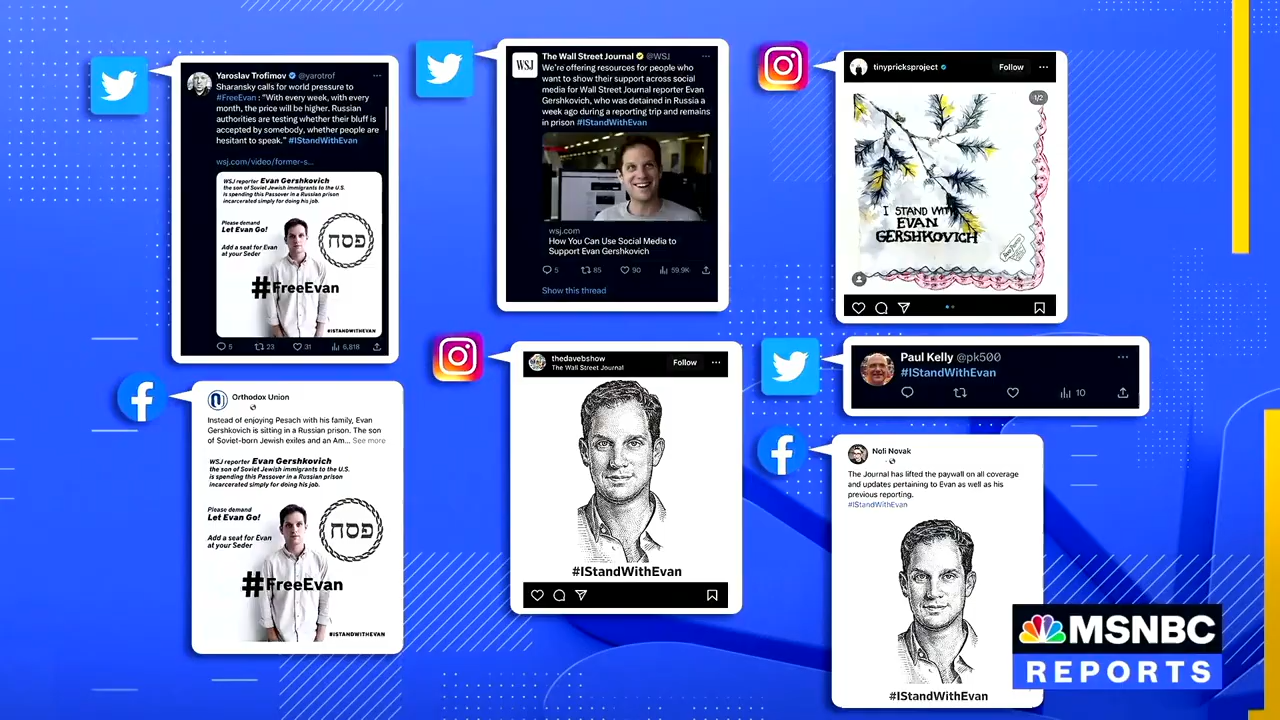 Yaroslav Trofimov @yarotrof
Sharansky calls for world pressure to
#FreeEvan : "With every week, with every
month, the price will be higher. Russian
authorities are testing whether their bluff is
accepted by somebody, whether people are
hesitant to speak." #IStandWithEvan
wsj.com/video/former-s...
WSJ reporter Evan Gershkovich
the son of Soviet Jewish immigrants to the U.S.
is spending this Passover in a Russian prison
incarcerated simply for doing his job.
Please demand
Let Evan Go!
Add a seat for Evan
at your Seder
פסח
#FreeEvan
#ISTANDWITHEVAN
5 23 31 6,818
WSJ
The Wall Street Journal @WSJ
We're offering resources for people who
want to show their support across social
media for Wall Street Journal reporter Evan
Gershkovich, who was detained in Russia a
week ago during a reporting trip and remains
in prison #IStandWithEvan
wsj.com
How You Can Use Social Media to
Support Evan Gershkovich
5 85 90 59.9K
Show this thread
tinypricksproject Follow
1/2
I STAND WITH
EVAN
GERSHKOVICH
Orthodox Union
Instead of enjoying Pesach with his family, Evan
Gershkovich is sitting in a Russian prison. The son
of Soviet-born Jewish exiles and an Am... See more
WSJ reporter Evan Gershkovich
the son of Soviet Jewish immigrants to the U.S.
is spending this Passover in a Russian prison
incarcerated simply for doing his job.
Please demand
Let Evan Go!
Add a seat for Evan
at your Seder
פסח
#FreeEvan
#ISTANDWITHEVAN
thedavebshow
The Wall Street Journal
Follow
#IStandWithEvan
Paul Kelly @pk500
#IStandWithEvan
10
Noli Novak
The Journal has lifted the paywall on all coverage
and updates pertaining to Evan as well as his
previous reporting.
#IStandWithEvan
#IStandWithEvan
MSNBC
REPORTS